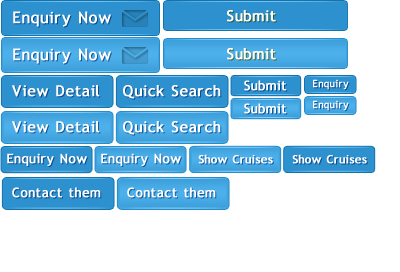 Enquiry Now
Submit
Enquiry Now
Submit
View Detail
Quick Search
Submit
Enquiry
Submit
Enquiry
View Detail
Quick Search
Enquiry Now
Enquiry Now
Show Cruises
Show Cruises
Contact them
Contact them